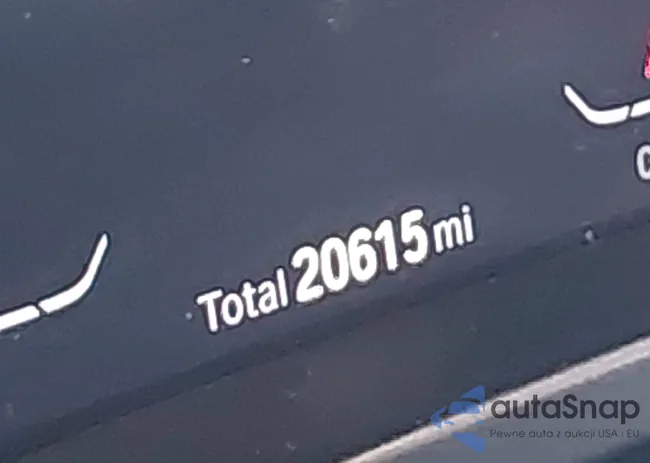 Total 20615 mi
C
autaSnap
Pewne auta z aukcji USA i EU